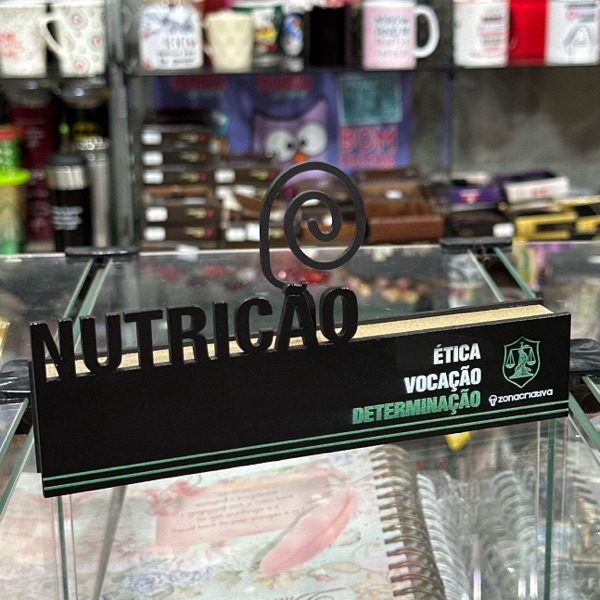 NUTRIÇÃO
ÉTICA
VOCAÇÃO
DETERMINAÇÃO
zonacriativa
BOM